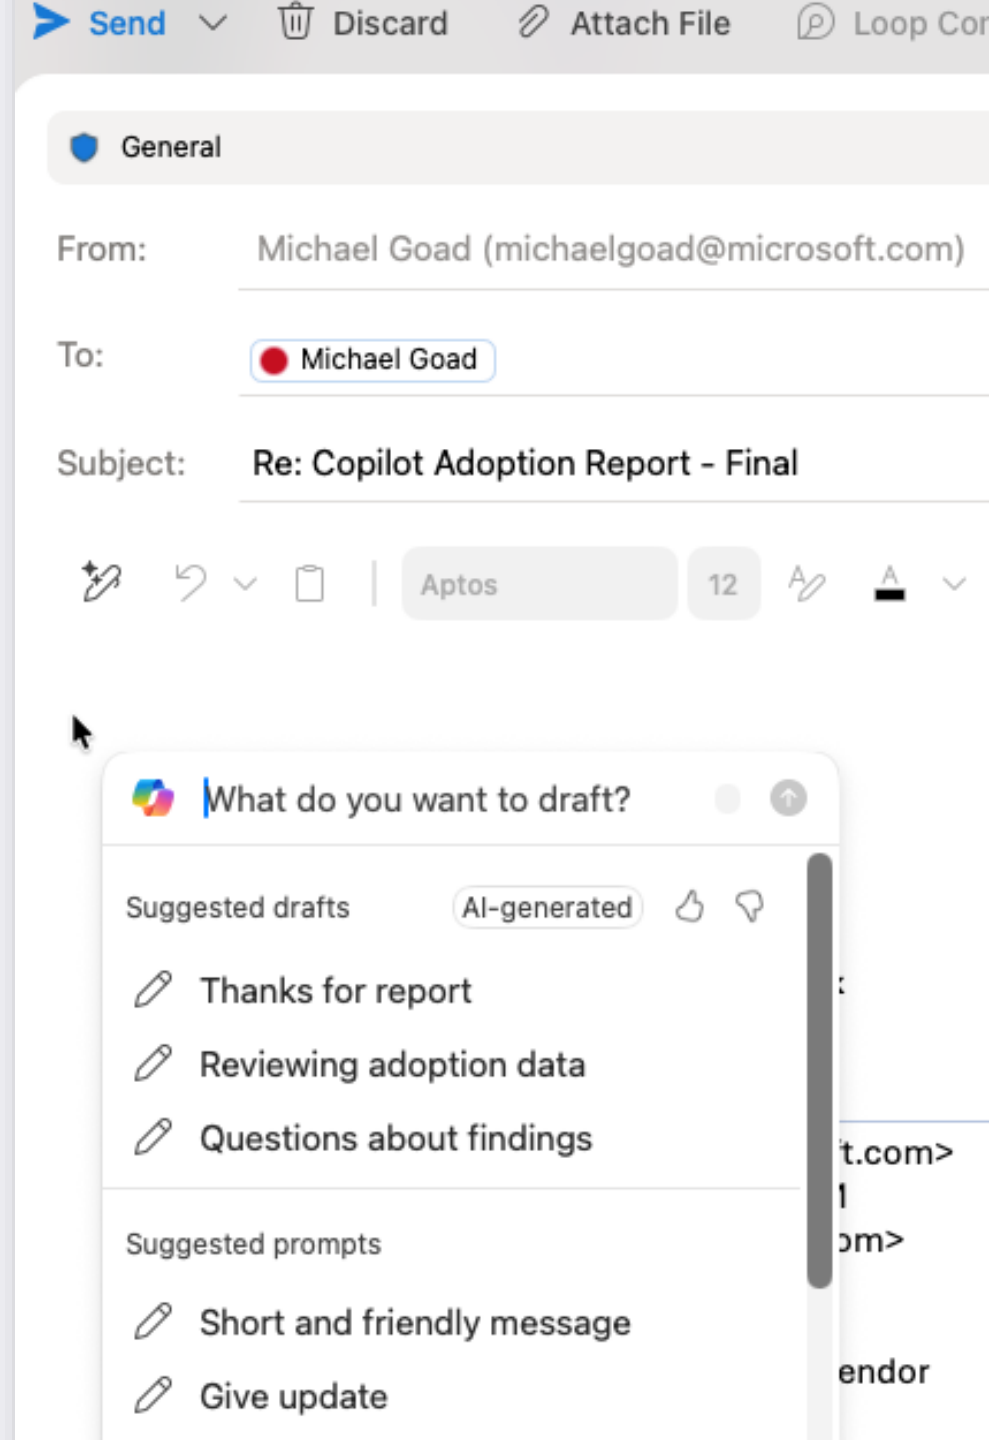 Send Discard Attach File Loop
General
From: Michael Goad (michaelgoad@microsoft.com)
To: Michael Goad
Subject: Re: Copilot Adoption Report - Final
Aptos 12 A A
What do you want to draft?
Suggested drafts AI-generated
Thanks for report
Reviewing adoption data
Questions about findings
t.com>
om>
Suggested prompts
Short and friendly message
endor
Give update